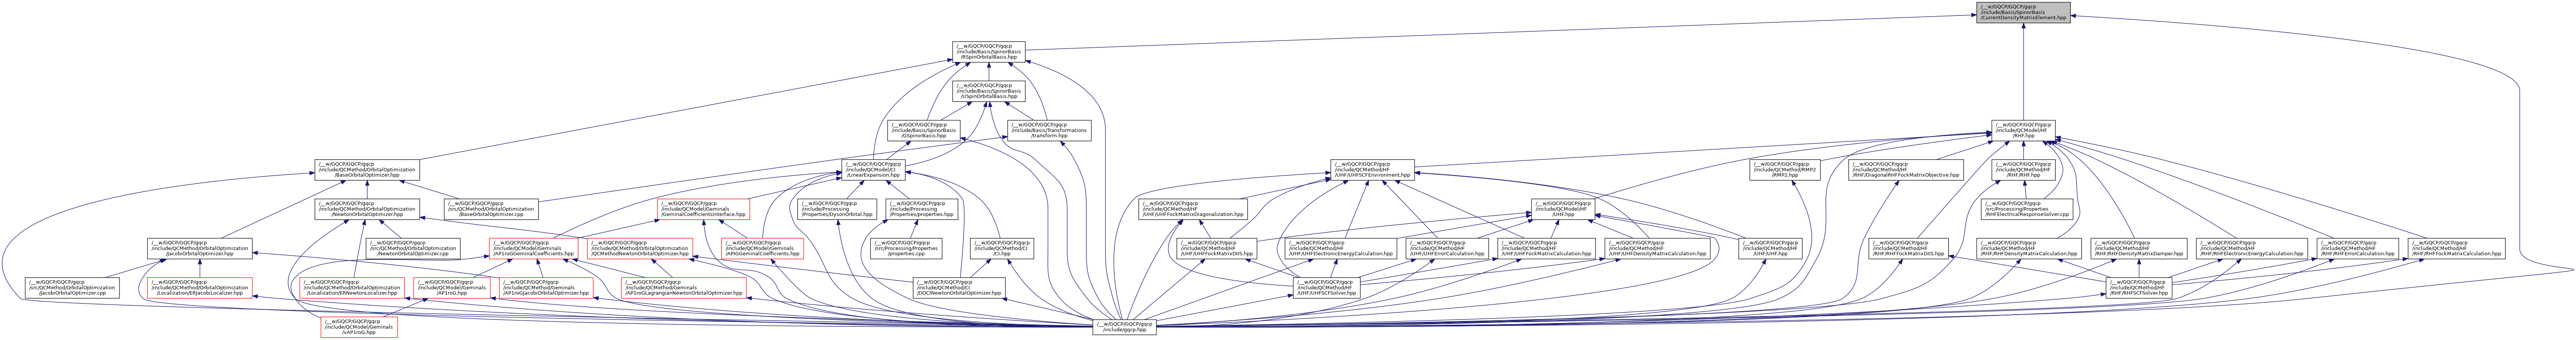 /__w/GQCP/GQCP/gqcp
/include/Basis/SpinorBasis
/CurrentDensityMatrixElement.hpp
/__w/GQCP/GQCP/gqcp
/include/Basis/SpinorBasis
/RSpinOrbitalBasis.hpp
/__w/GQCP/GQCP/gqcp
/include/Basis/SpinorBasis
/USpinOrbitalBasis.hpp
/__w/GQCP/GQCP/gqcp
/include/Basis/SpinorBasis
/GSpinorBasis.hpp
/__w/GQCP/GQCP/gqcp
/include/Basis/Transformations
/transform.hpp
/__w/GQCP/GQCP/gqcp
/include/QCModel/HF
/RHF.hpp
/__w/GQCP/GQCP/gqcp
/include/QCMethod/OrbitalOptimization
/BaseOrbitalOptimizer.hpp
/__w/GQCP/GQCP/gqcp
/include/QCModel/CI
/LinearExpansion.hpp
/__w/GQCP/GQCP/gqcp
/include/QCMethod/HF
/UHF/UHFSCFEnvironment.hpp
/__w/GQCP/GQCP/gqcp
/include/QCMethod/RMP2
/RMP2.hpp
/__w/GQCP/GQCP/gqcp
/include/QCMethod/HF
/RHF/DiagonalRHFFockMatrixObjective.hpp
/__w/GQCP/GQCP/gqcp
/include/QCMethod/HF
/RHF/RHF.hpp
/__w/GQCP/GQCP/gqcp
/include/QCMethod/OrbitalOptimization
/NewtonOrbitalOptimizer.hpp
/__w/GQCP/GQCP/gqcp
/src/QCMethod/OrbitalOptimization
/BaseOrbitalOptimizer.cpp
/__w/GQCP/GQCP/gqcp
/include/QCModel/Geminals
/GeminalCoefficientsInterface.hpp
/__w/GQCP/GQCP/gqcp
/include/Processing
/Properties/DysonOrbital.hpp
/__w/GQCP/GQCP/gqcp
/include/Processing
/Properties/properties.hpp
/__w/GQCP/GQCP/gqcp
/include/QCMethod/HF
/UHF/UHFFockMatrixDiagonalization.hpp
/__w/GQCP/GQCP/gqcp
/include/QCModel/HF
/UHF.hpp
/__w/GQCP/GQCP/gqcp
/src/Processing/Properties
/RHFElectricalResponseSolver.cpp
/__w/GQCP/GQCP/gqcp
/include/QCMethod/OrbitalOptimization
/JacobiOrbitalOptimizer.hpp
/__w/GQCP/GQCP/gqcp
/src/QCMethod/OrbitalOptimization
/NewtonOrbitalOptimizer.cpp
/__w/GQCP/GQCP/gqcp
/include/QCModel/Geminals
/AP1roGGeminalCoefficients.hpp
/__w/GQCP/GQCP/gqcp
/include/QCMethod/OrbitalOptimization
/QCMethodNewtonOrbitalOptimizer.hpp
/__w/GQCP/GQCP/gqcp
/include/QCModel/Geminals
/APIGGeminalCoefficients.hpp
/__w/GQCP/GQCP/gqcp
/src/Processing/Properties
/properties.cpp
/__w/GQCP/GQCP/gqcp
/include/QCMethod/CI
/CI.hpp
/__w/GQCP/GQCP/gqcp
/include/QCMethod/HF
/UHF/UHFFockMatrixDIIS.hpp
/__w/GQCP/GQCP/gqcp
/include/QCMethod/HF
/UHF/UHFElectronicEnergyCalculation.hpp
/__w/GQCP/GQCP/gqcp
/include/QCMethod/HF
/UHF/UHFErrorCalculation.hpp
/__w/GQCP/GQCP/gqcp
/include/QCMethod/HF
/UHF/UHFFockMatrixCalculation.hpp
/__w/GQCP/GQCP/gqcp
/include/QCMethod/HF
/UHF/UHFDensityMatrixCalculation.hpp
/__w/GQCP/GQCP/gqcp
/include/QCMethod/HF
/UHF/UHF.hpp
/__w/GQCP/GQCP/gqcp
/include/QCMethod/HF
/RHF/RHFFockMatrixDIIS.hpp
/__w/GQCP/GQCP/gqcp
/include/QCMethod/HF
/RHF/RHFDensityMatrixCalculation.hpp
/__w/GQCP/GQCP/gqcp
/include/QCMethod/HF
/RHF/RHFDensityMatrixDamper.hpp
/__w/GQCP/GQCP/gqcp
/include/QCMethod/HF
/RHF/RHFElectronicEnergyCalculation.hpp
/__w/GQCP/GQCP/gqcp
/include/QCMethod/HF
/RHF/RHFErrorCalculation.hpp
/__w/GQCP/GQCP/gqcp
/include/QCMethod/HF
/RHF/RHFFockMatrixCalculation.hpp
/__w/GQCP/GQCP/gqcp
/src/QCMethod/OrbitalOptimization
/JacobiOrbitalOptimizer.cpp
/__w/GQCP/GQCP/gqcp
/include/QCMethod/OrbitalOptimization
/Localization/ERJacobiLocalizer.hpp
/__w/GQCP/GQCP/gqcp
/include/QCMethod/OrbitalOptimization
/Localization/ERNewtonLocalizer.hpp
/__w/GQCP/GQCP/gqcp
/include/QCModel/Geminals
/AP1roG.hpp
/__w/GQCP/GQCP/gqcp
/include/QCMethod/Geminals
/AP1roGJacobiOrbitalOptimizer.hpp
/__w/GQCP/GQCP/gqcp
/include/QCMethod/Geminals
/AP1roGLagrangianNewtonOrbitalOptimizer.hpp
/__w/GQCP/GQCP/gqcp
/include/QCMethod/CI
/DOCINewtonOrbitalOptimizer.hpp
/__w/GQCP/GQCP/gqcp
/include/QCMethod/HF
/UHF/UHFSCFSolver.hpp
/__w/GQCP/GQCP/gqcp
/include/QCMethod/HF
/RHF/RHFSCFSolver.hpp
/__w/GQCP/GQCP/gqcp
/include/QCModel/Geminals
/vAP1roG.hpp
/__w/GQCP/GQCP/gqcp
/include/gqcp.hpp